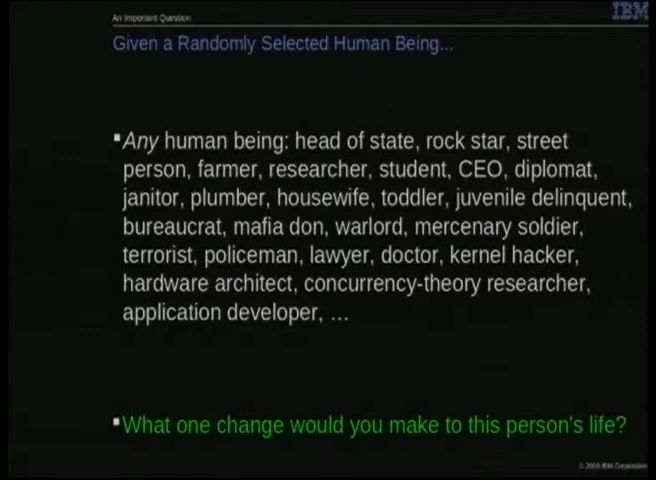 An Important Question
IBM
Given a Randomly Selected Human Being...
▪Any human being: head of state, rock star, street
person, farmer, researcher, student, CEO, diplomat,
janitor, plumber, housewife, toddler, juvenile delinquent,
bureaucrat, mafia don, warlord, mercenary soldier,
terrorist, policeman, lawyer, doctor, kernel hacker,
hardware architect, concurrency-theory researcher,
application developer, …
▪What one change would you make to this person's life?
IBM Corporation